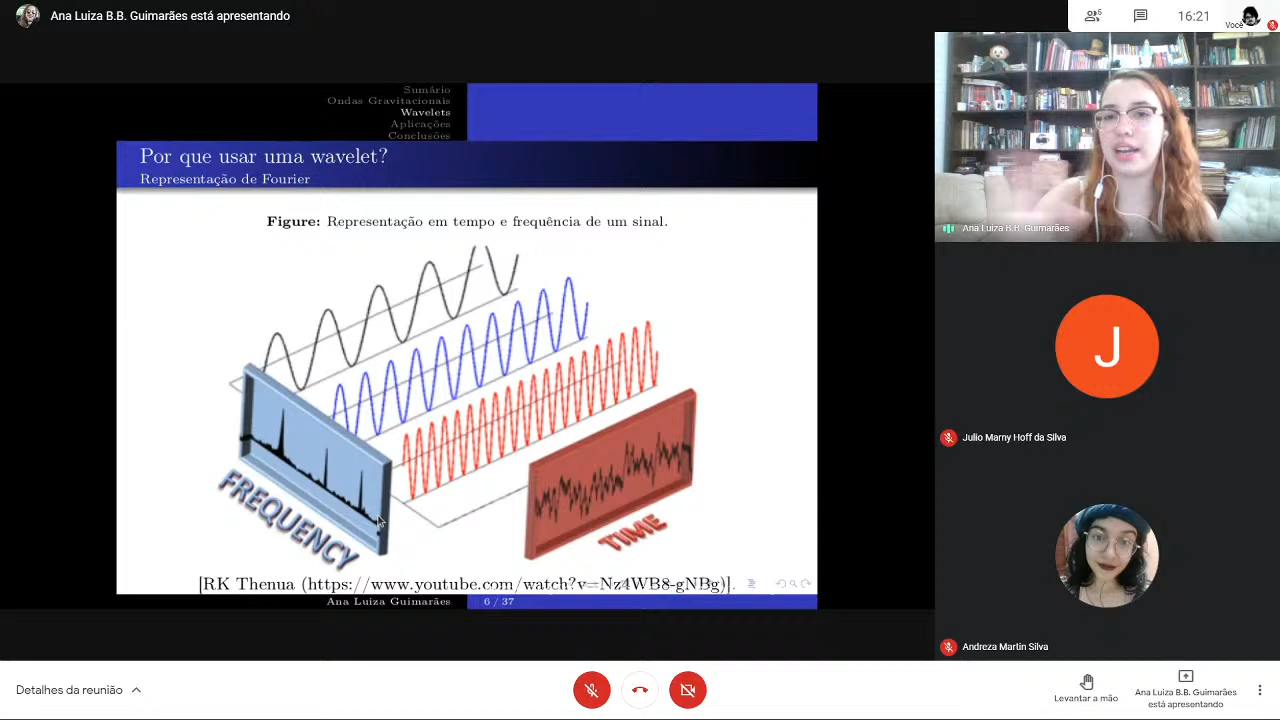 Ana Luiza B.B. Guimarães está apresentando
5
16:21
Você
Sumário
Ondas Gravitacionais
Wavelets
Aplicações
Conclusões
Por que usar uma wavelet?
Representação de Fourier
Figure: Representação em tempo e frequência de um sinal.
FREQUENCY
TIME
[RK Thenua (https://www.youtube.com/watch?v=Nz4WB8-gNBg)].
Ana Luiza Guimarães
6 / 37
Ana Luiza B.B. Guimarães
J
Julio Marny Hoff da Silva
Andreza Martin Silva
Detalhes da reunião
Levantar a mão
Ana Luiza B.B. Guimarães
está apresentando